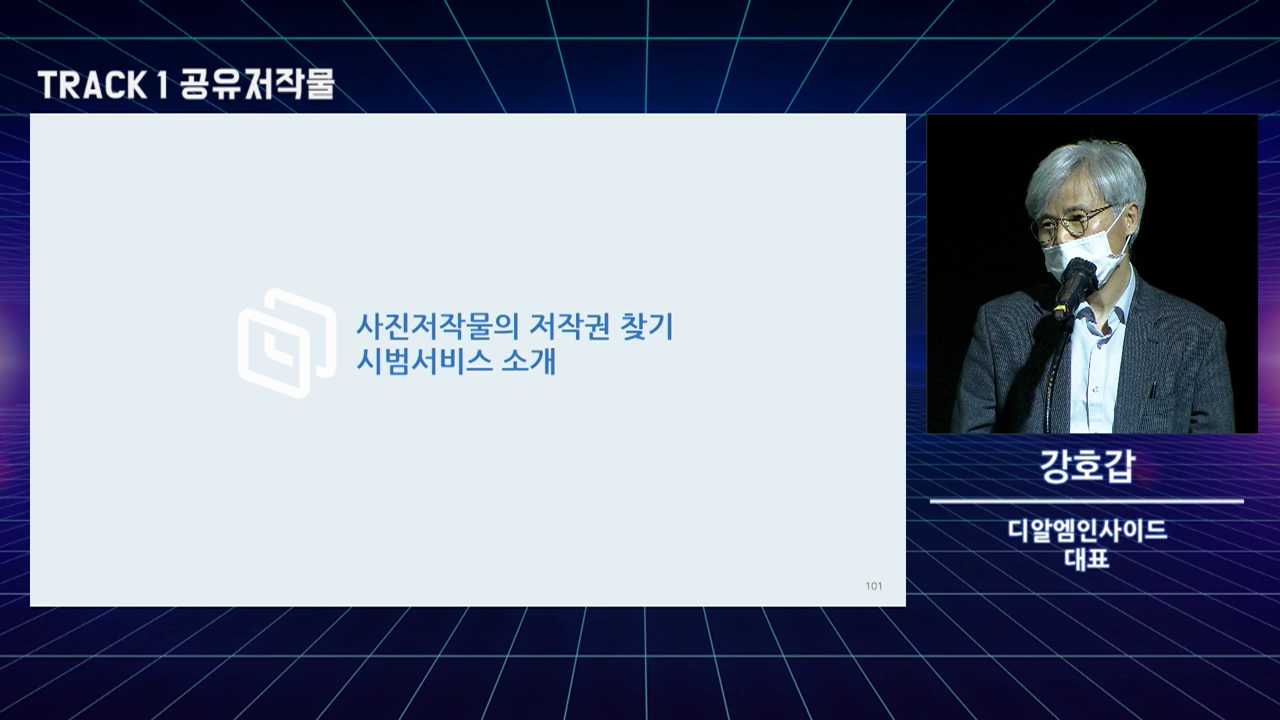 TRACK 1 공유저작물
사진저작물의 저작권 찾기
시범서비스 소개
101
강호갑
디알엠인사이드
대표